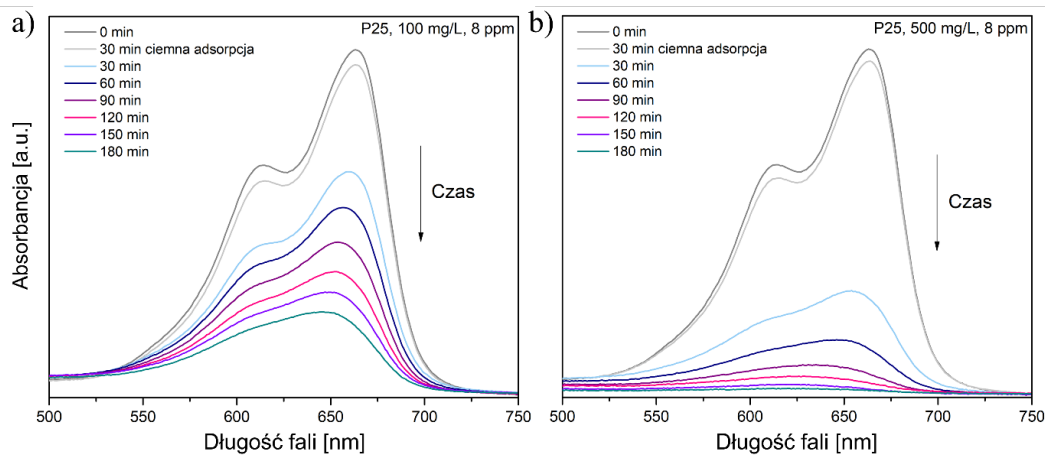 a)
P25, 100 mg/L, 8 ppm
0 min
30 min ciemna adsorpcja
30 min
60 min
90 min
120 min
150 min
180 min
Czas
Absorbancja [a.u.]
500 550 600 650 700 750
Długość fali [nm]
b)
P25, 500 mg/L, 8 ppm
0 min
30 min ciemna adsorpcja
30 min
60 min
90 min
120 min
150 min
180 min
Czas
500 550 600 650 700 750
Długość fali [nm]